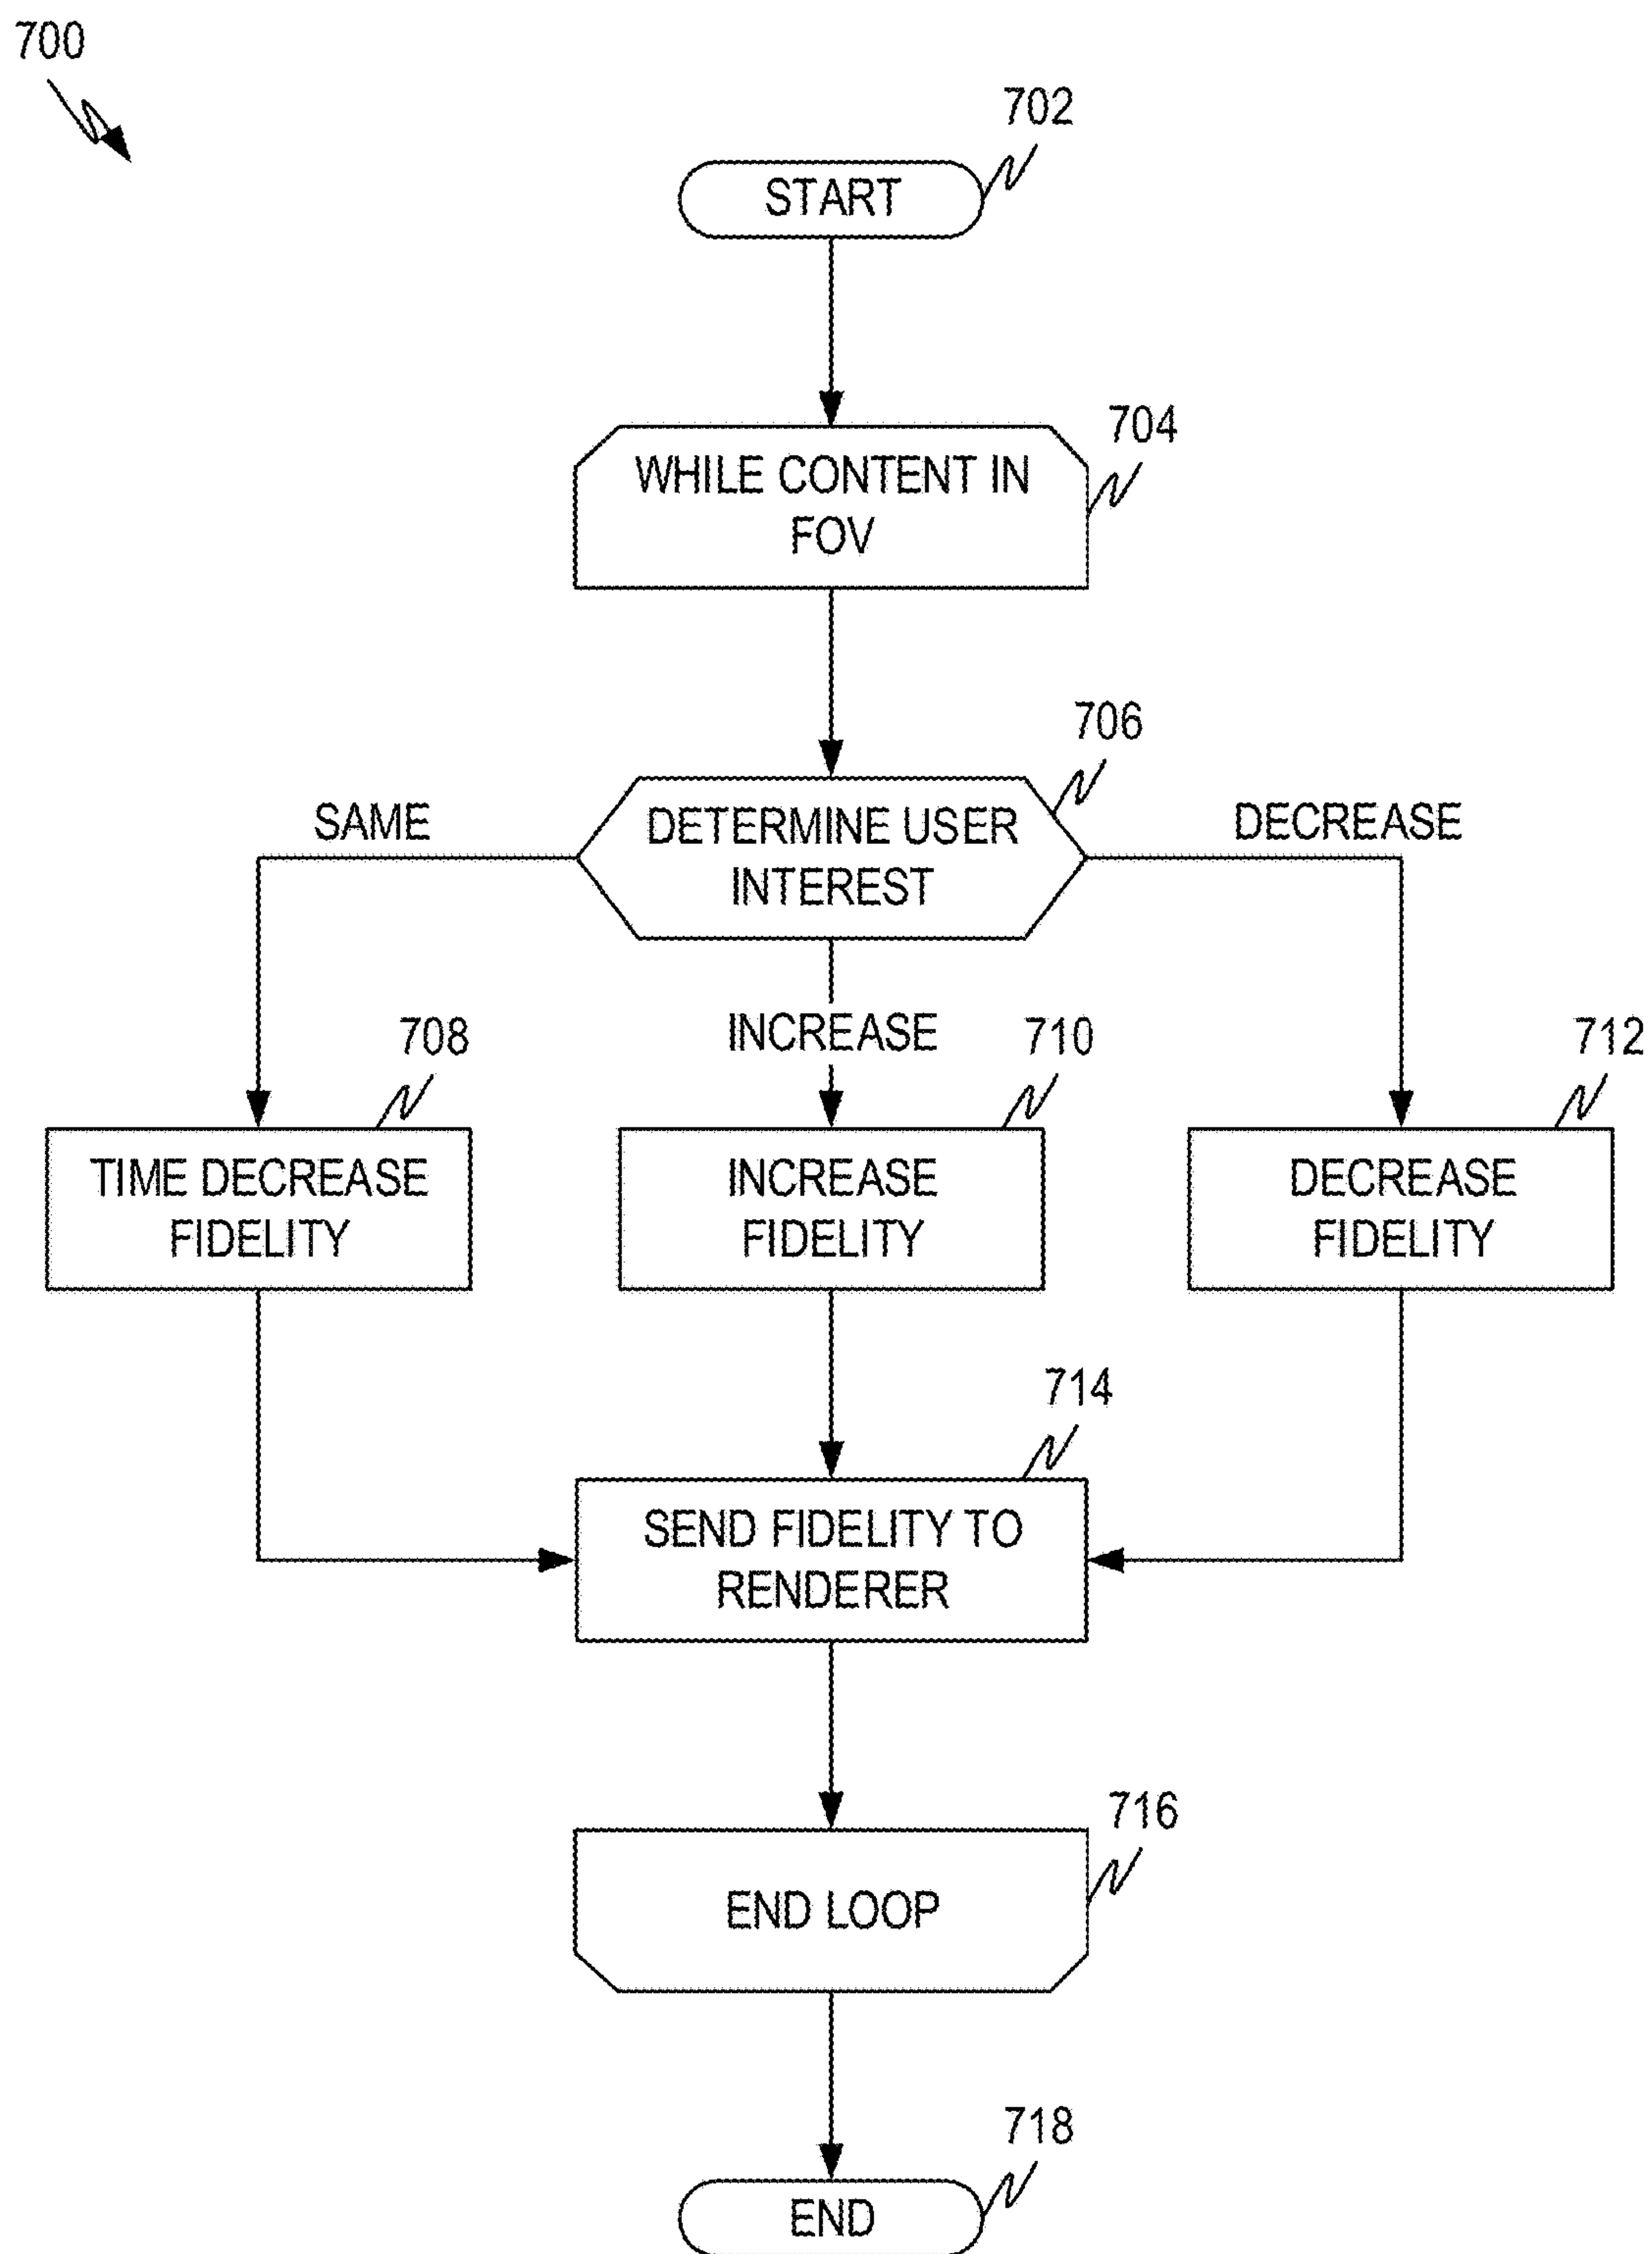 700
702
START
704
WHILE CONTENT IN
FOV
706
SAME
DETERMINE USER
INTEREST
DECREASE
708
INCREASE
710
712
TIME DECREASE
FIDELITY
INCREASE
FIDELITY
DECREASE
FIDELITY
714
SEND FIDELITY TO
RENDERER
716
END LOOP
718
END